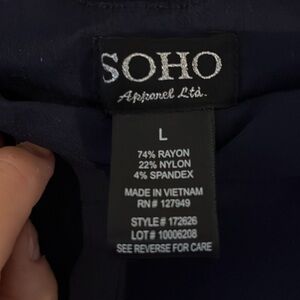 SOHO
Apparel Ltd.
L
74% RAYON
22% NYLON
4% SPANDEX
MADE IN VIETNAM
RN# 127949
STYLE# 172626
LOT# 10006208
SEE REVERSE FOR CARE